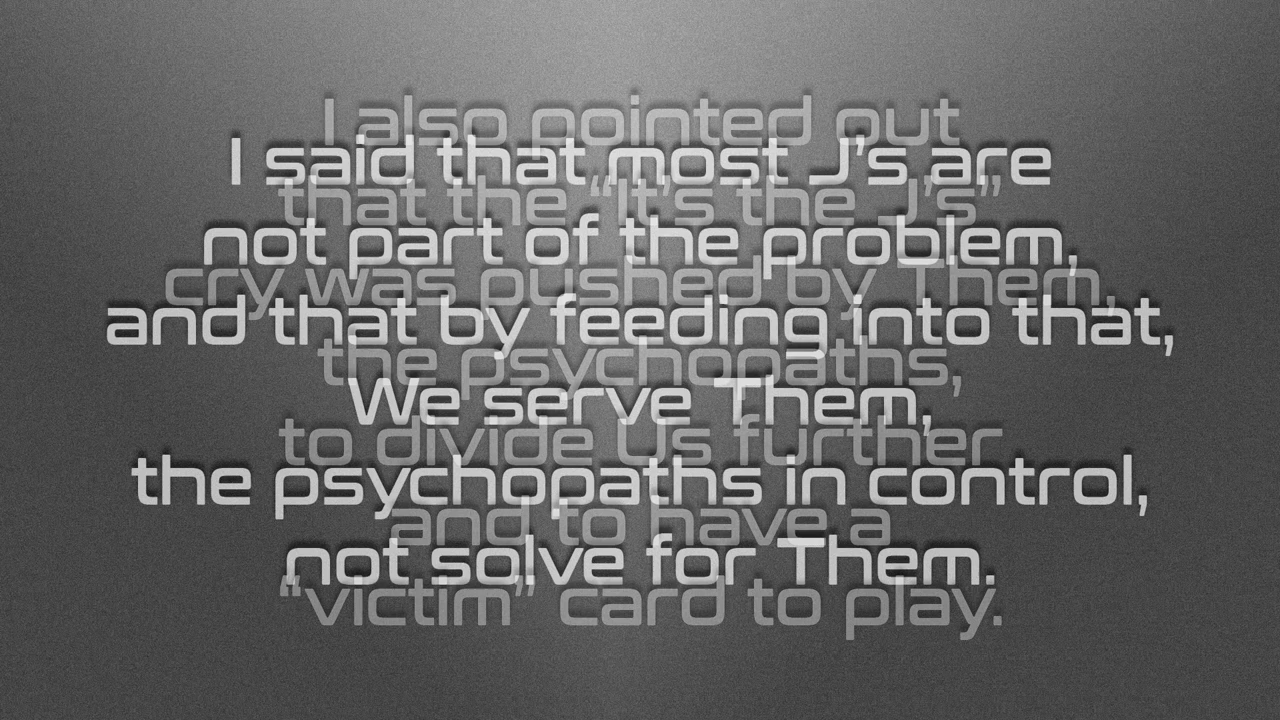 I also pointed out
that the “It’s the J’s”
cry was pushed by Them,
the psychopaths,
to divide Us further
and to have a
“victim” card to play.
I said that most J’s are
not part of the problem,
and that by feeding into that,
We serve Them,
the psychopaths in control,
not solve for Them.